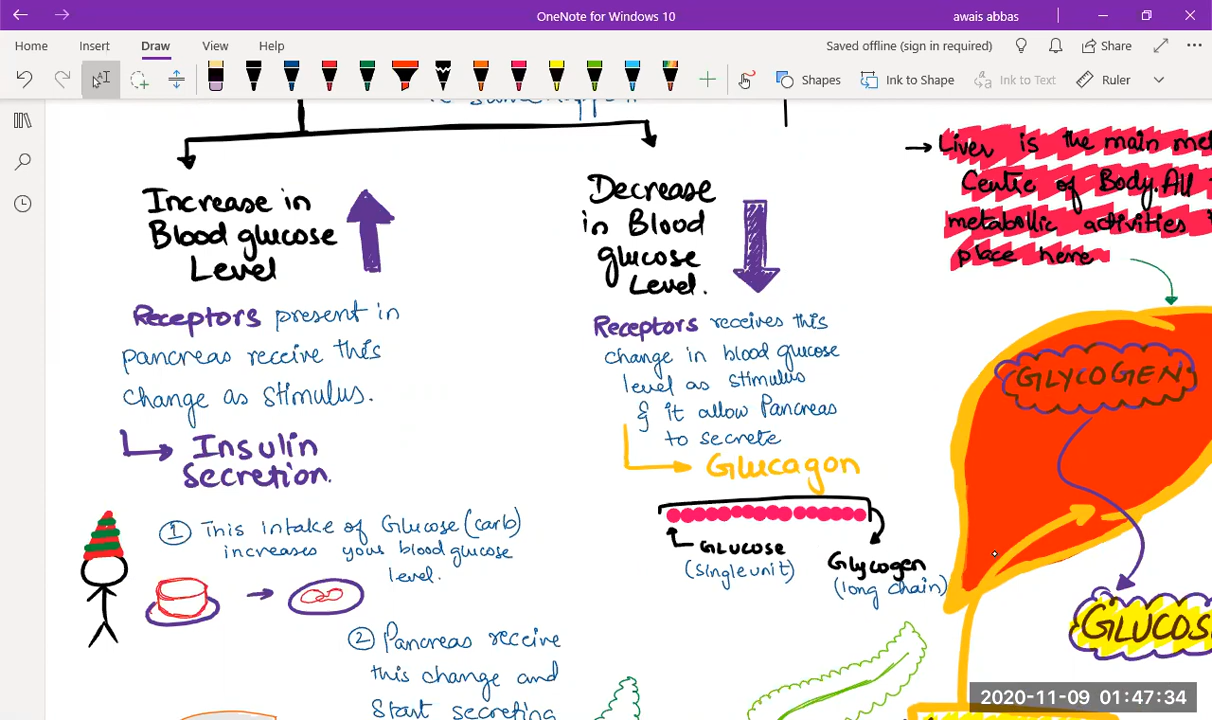 OneNote for Windows 10
awais abbas
Home
Insert
Draw
View
Help
Saved offline (sign in required)
Share
Shapes
Ink to Shape
Ink to Text
Ruler
Increase in
Blood glucose
Level
Receptors present in
pancreas receive this
change as stimulus.
Insulin
Secretion.
① This intake of Glucose (carb)
increases your blood glucose
level.
② Pancreas receive
this change and
Start secreting
Decrease
in Blood
glucose
Level.
Receptors receives this
change in blood glucose
level as stimulus
& it allow Pancreas
to secrete
Glucagon
GLUCOSE
(single unit)
Glycogen
(long chain)
Liver is the main
Centre of Body. All
metabollic activities
place here
GLYCOGEN
GLUCOS
2020-11-09 01:47:34